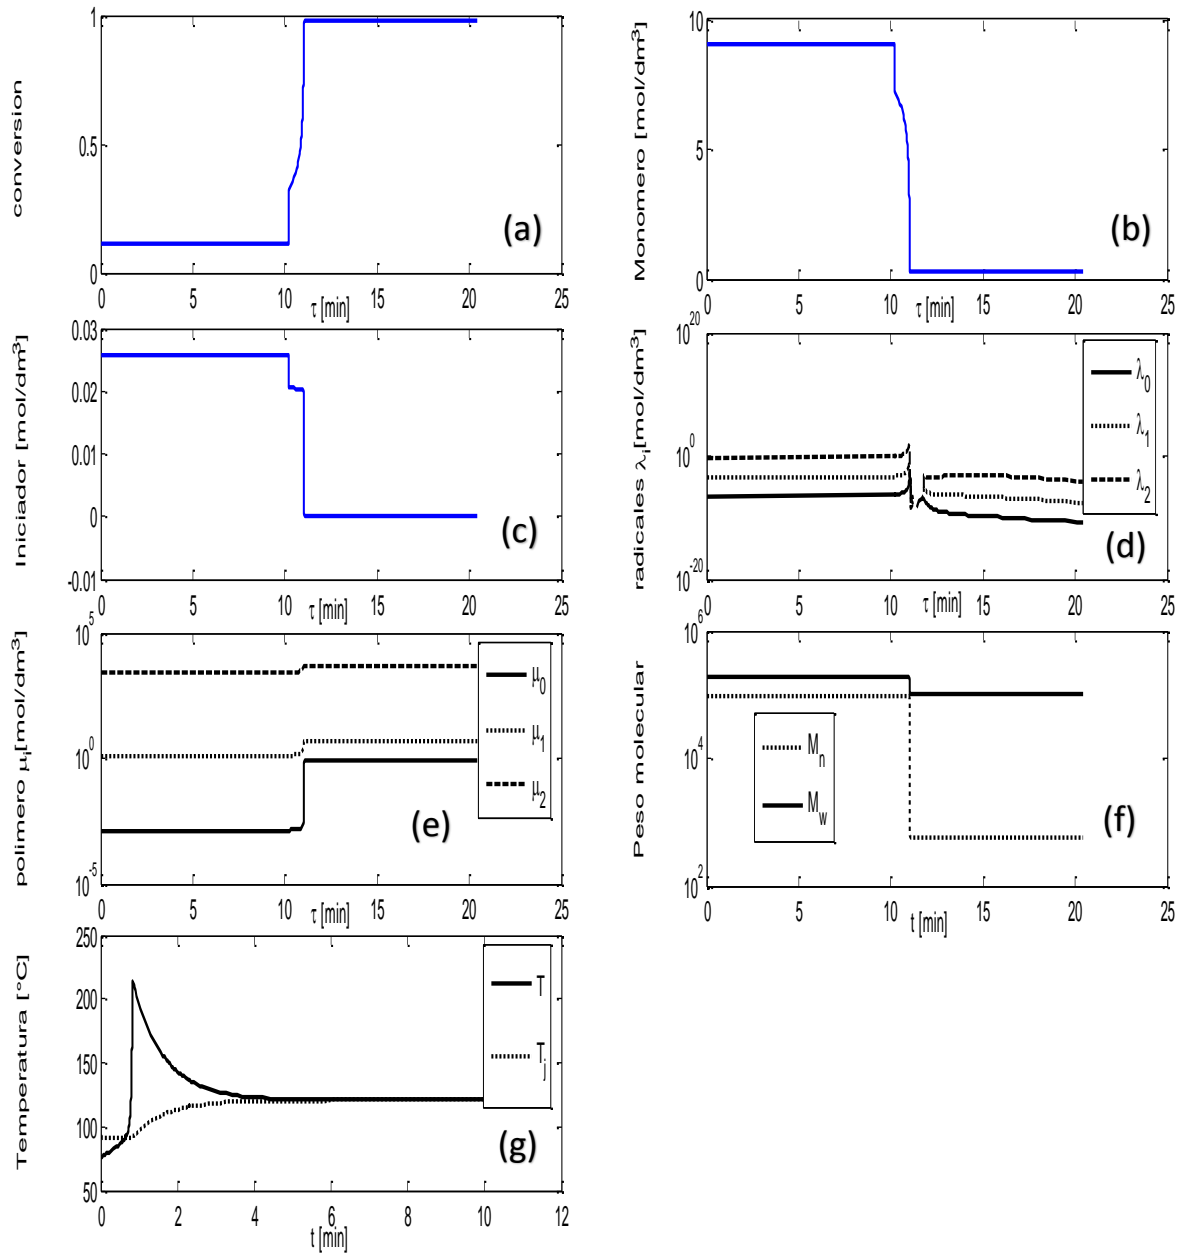 conversion
1
0.5
0
0 5 10 15 20 25
τ [min]
(a)
Monomero [mol/dm3]
10
5
0
0 5 10 15 20 25
τ [min]
(b)
Iniciador [mol/dm3]
0.03
0.02
0.01
0
-0.01
0 5 10 15 20 25
τ [min]
(c)
radicales λi[mol/dm3]
10^20
10^0
10^-20
0 5 10 15 20 25
τ [min]
λ0
λ1
λ2
(d)
polimero μi[mol/dm3]
10^5
10^0
10^-5
0 5 10 15 20 25
τ [min]
μ0
μ1
μ2
(e)
Peso molecular
10^6
10^4
10^2
0 5 10 15 20 25
t [min]
Mn
Mw
(f)
Temperatura [°C]
250
200
150
100
50
0 2 4 6 8 10 12
t [min]
T
Tj
(g)